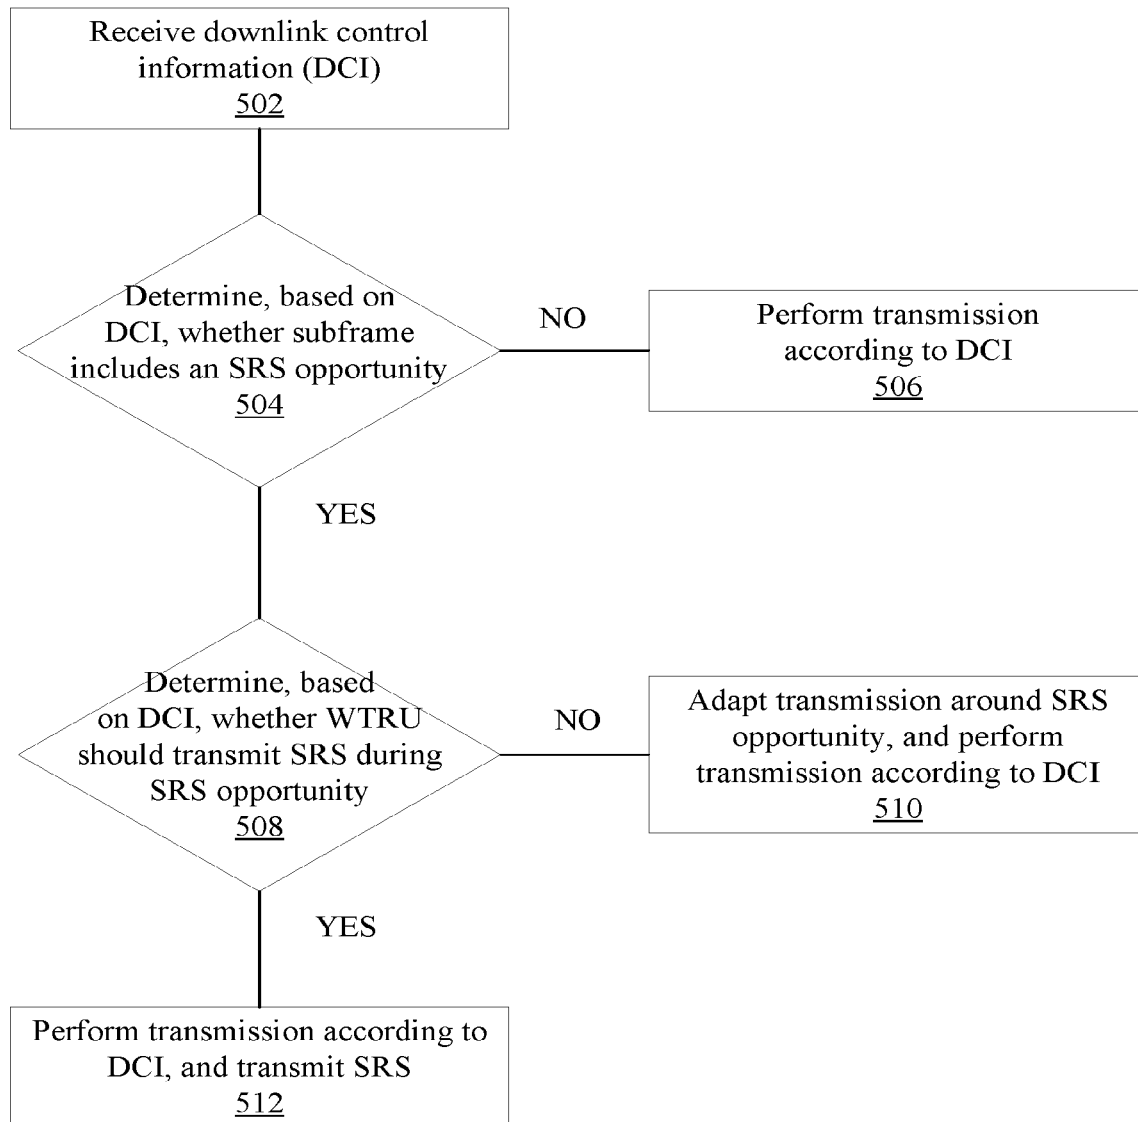 Receive downlink control
information (DCI)
502
Determine, based on
DCI, whether subframe
includes an SRS opportunity
504
NO
Perform transmission
according to DCI
506
YES
Determine, based
on DCI, whether WTRU
should transmit SRS during
SRS opportunity
508
NO
Adapt transmission around SRS
opportunity, and perform
transmission according to DCI
510
YES
Perform transmission according to
DCI, and transmit SRS
512